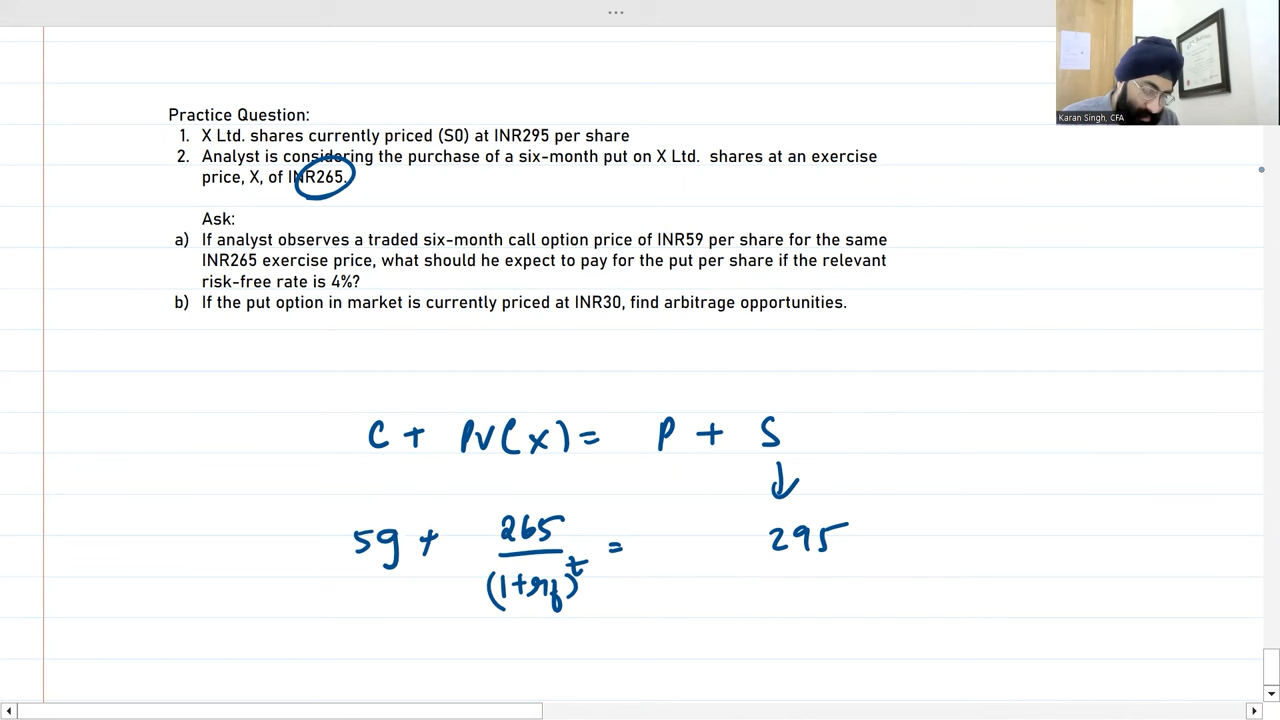 Karan Singh, CFA
Practice Question:
1. X Ltd. shares currently priced (S0) at INR295 per share
2. Analyst is considering the purchase of a six-month put on X Ltd. shares at an exercise
price, X, of INR265.
Ask:
a) If analyst observes a traded six-month call option price of INR59 per share for the same
INR265 exercise price, what should he expect to pay for the put per share if the relevant
risk-free rate is 4%?
b) If the put option in market is currently priced at INR30, find arbitrage opportunities.
C + PV(X) = P + S
59 + 265 / (1+rf)^t = 295